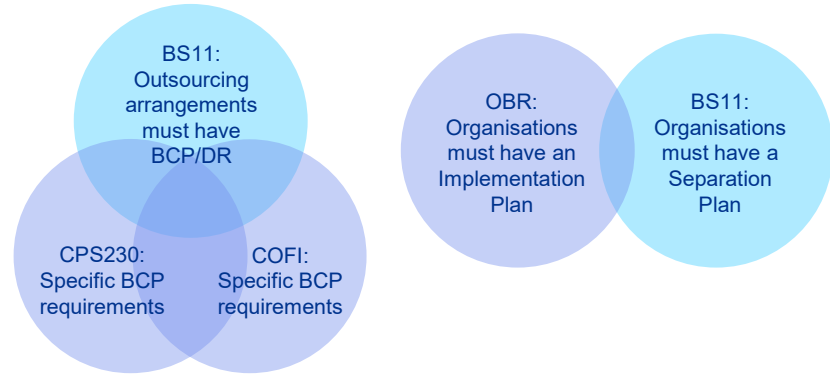 BS11:
Outsourcing
arrangements
must have
BCP/DR
CPS230:
Specific BCP
requirements
COFI:
Specific BCP
requirements
OBR:
Organisations
must have an
Implementation
Plan
BS11:
Organisations
must have a
Separation
Plan